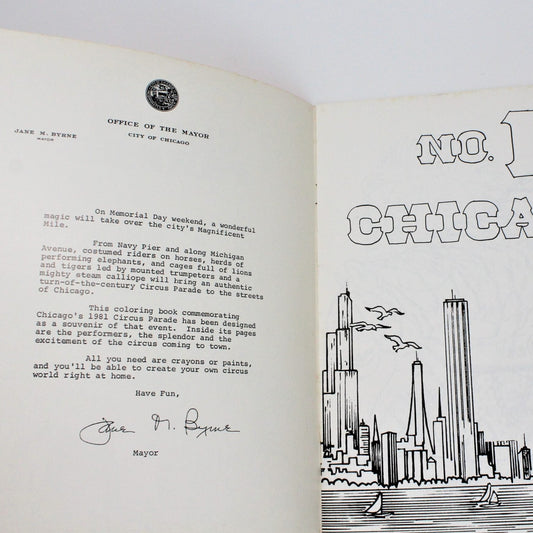 OFFICE OF THE MAYOR
CITY OF CHICAGO
JANE M. BYRNE
MAYOR
On Memorial Day weekend, a wonderful
magic will take over the city's Magnificent
Mile.
From Navy Pier and along Michigan
Avenue, costumed riders on horses, herds of
performing elephants, and cages full of lions
and tigers led by mounted trumpeters and a
mighty steam calliope will bring an authentic
turn-of-the-century Circus Parade to the streets
of Chicago.
This coloring book commemorating
Chicago's 1981 Circus Parade has been designed
as a souvenir of that event. Inside its pages
are the performers, the splendor and the
excitement of the circus coming to town.
All you need are crayons or paints,
and you'll be able to create your own circus
world right at home.
Have Fun,
Jane M. Byrne
Mayor
NO.
CHICA